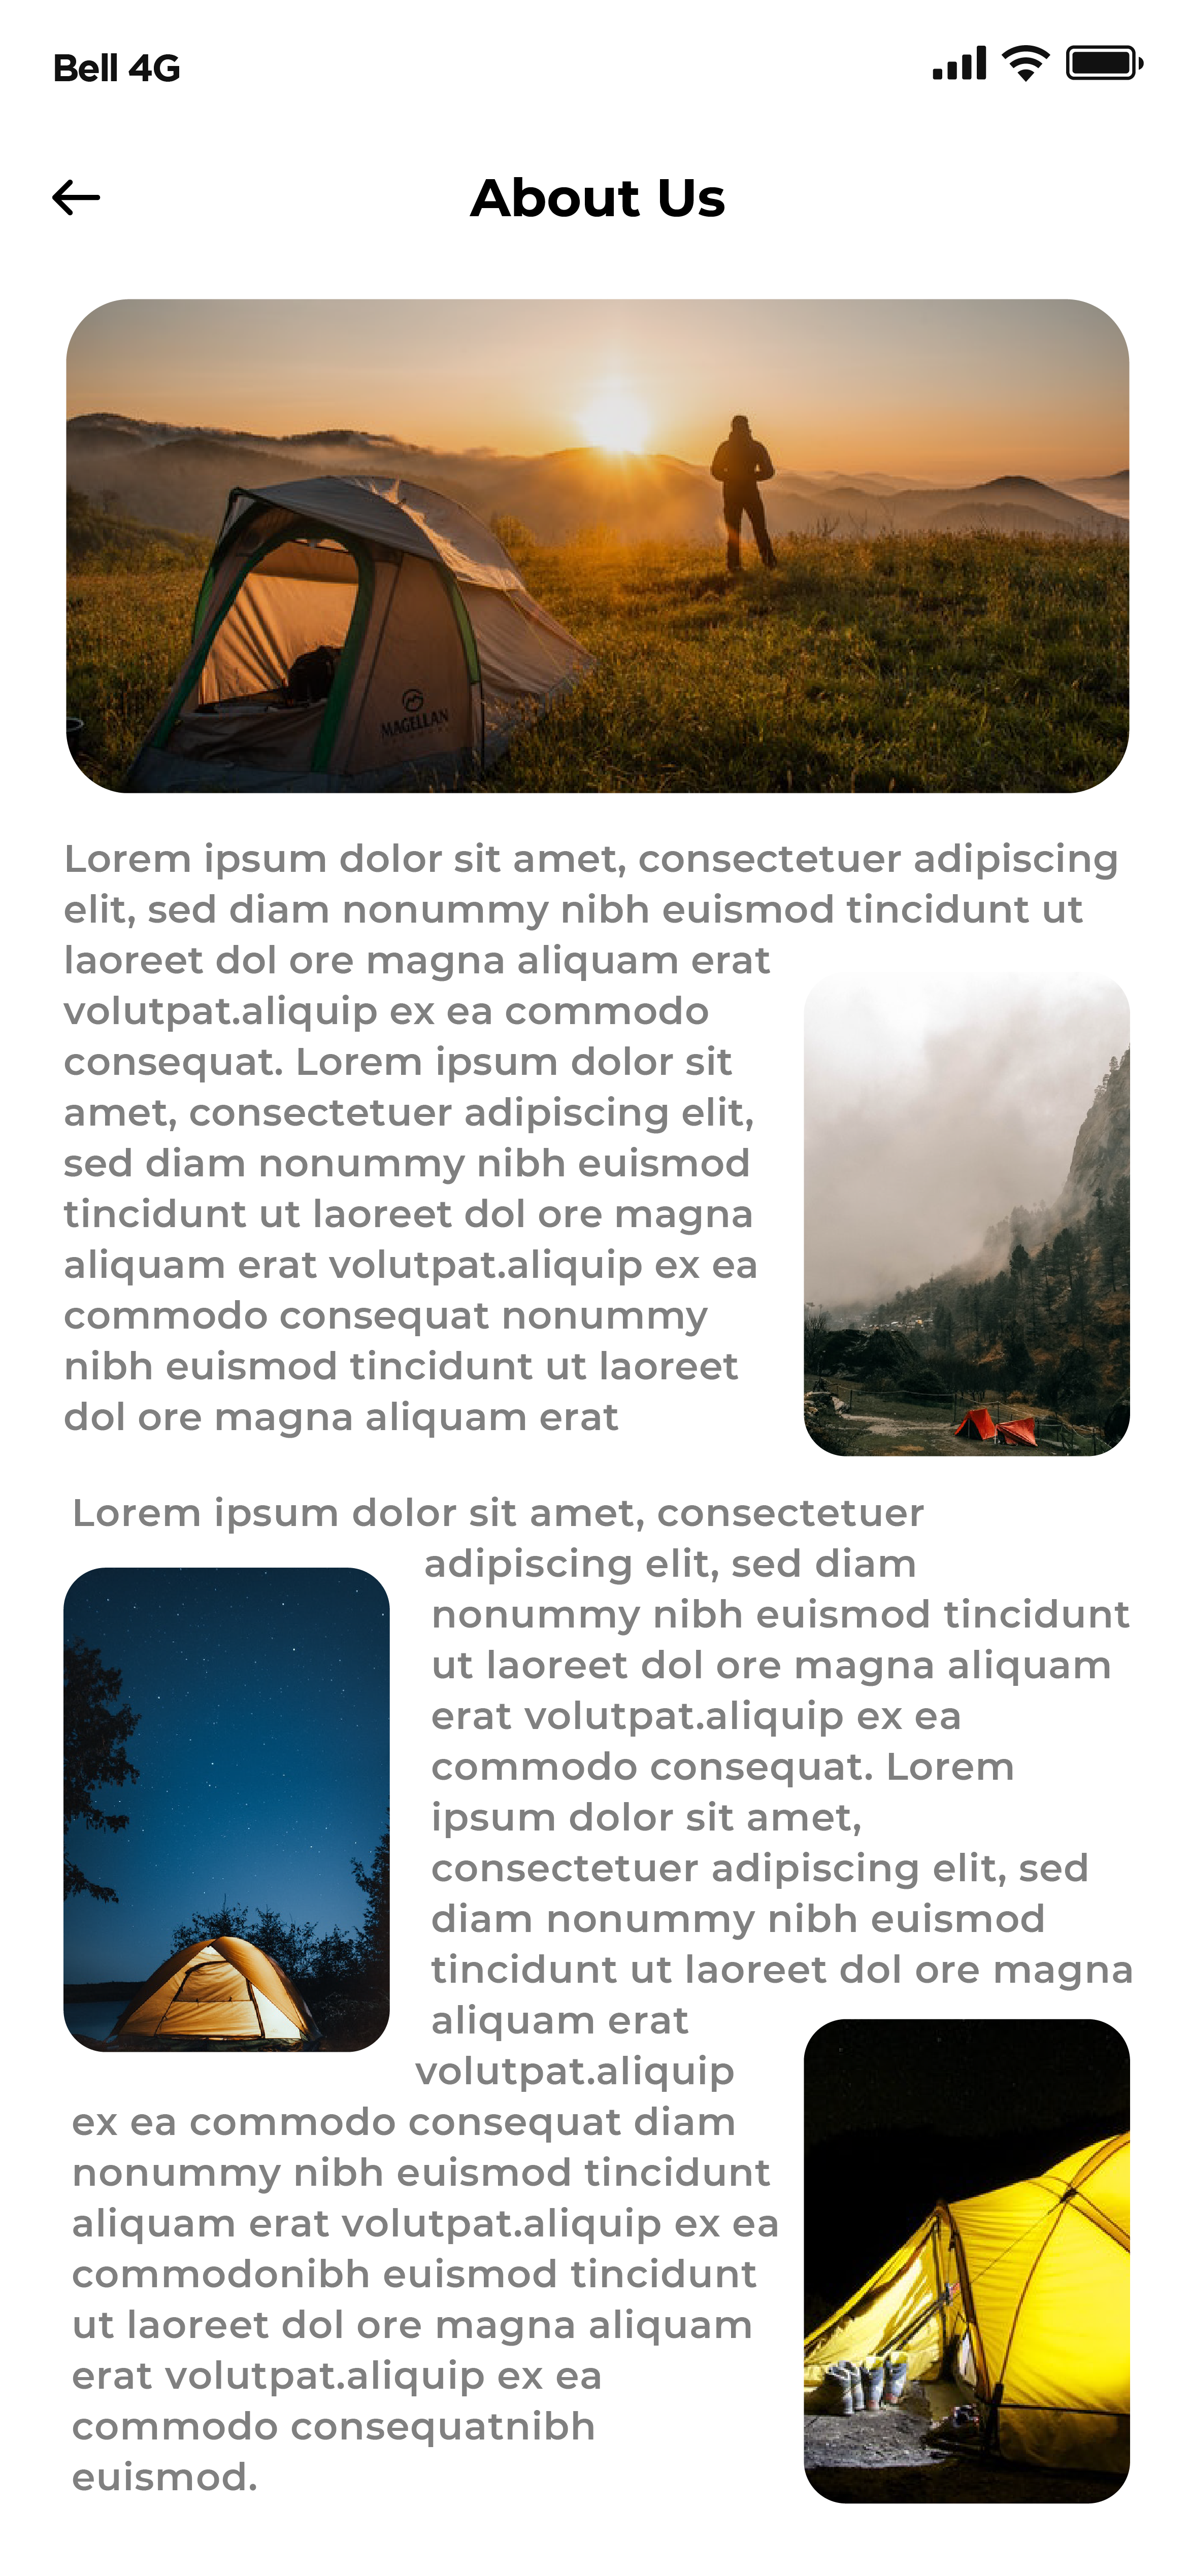 Bell 4G
About Us
MAGELLAN
Lorem ipsum dolor sit amet, consectetuer adipiscing
elit, sed diam nonummy nibh euismod tincidunt ut
laoreet dol ore magna aliquam erat
volutpat.aliquip ex ea commodo
consequat. Lorem ipsum dolor sit
amet, consectetuer adipiscing elit,
sed diam nonummy nibh euismod
tincidunt ut laoreet dol ore magna
aliquam erat volutpat.aliquip ex ea
commodo consequat nonummy
nibh euismod tincidunt ut laoreet
dol ore magna aliquam erat
Lorem ipsum dolor sit amet, consectetuer
adipiscing elit, sed diam
nonummy nibh euismod tincidunt
ut laoreet dol ore magna aliquam
erat volutpat.aliquip ex ea
commodo consequat. Lorem
ipsum dolor sit amet,
consectetuer adipiscing elit, sed
diam nonummy nibh euismod
tincidunt ut laoreet dol ore magna
aliquam erat
volutpat.aliquip
ex ea commodo consequat diam
nonummy nibh euismod tincidunt
aliquam erat volutpat.aliquip ex ea
commodonibh euismod tincidunt
ut laoreet dol ore magna aliquam
erat volutpat.aliquip ex ea
commodo consequatnibh
euismod.